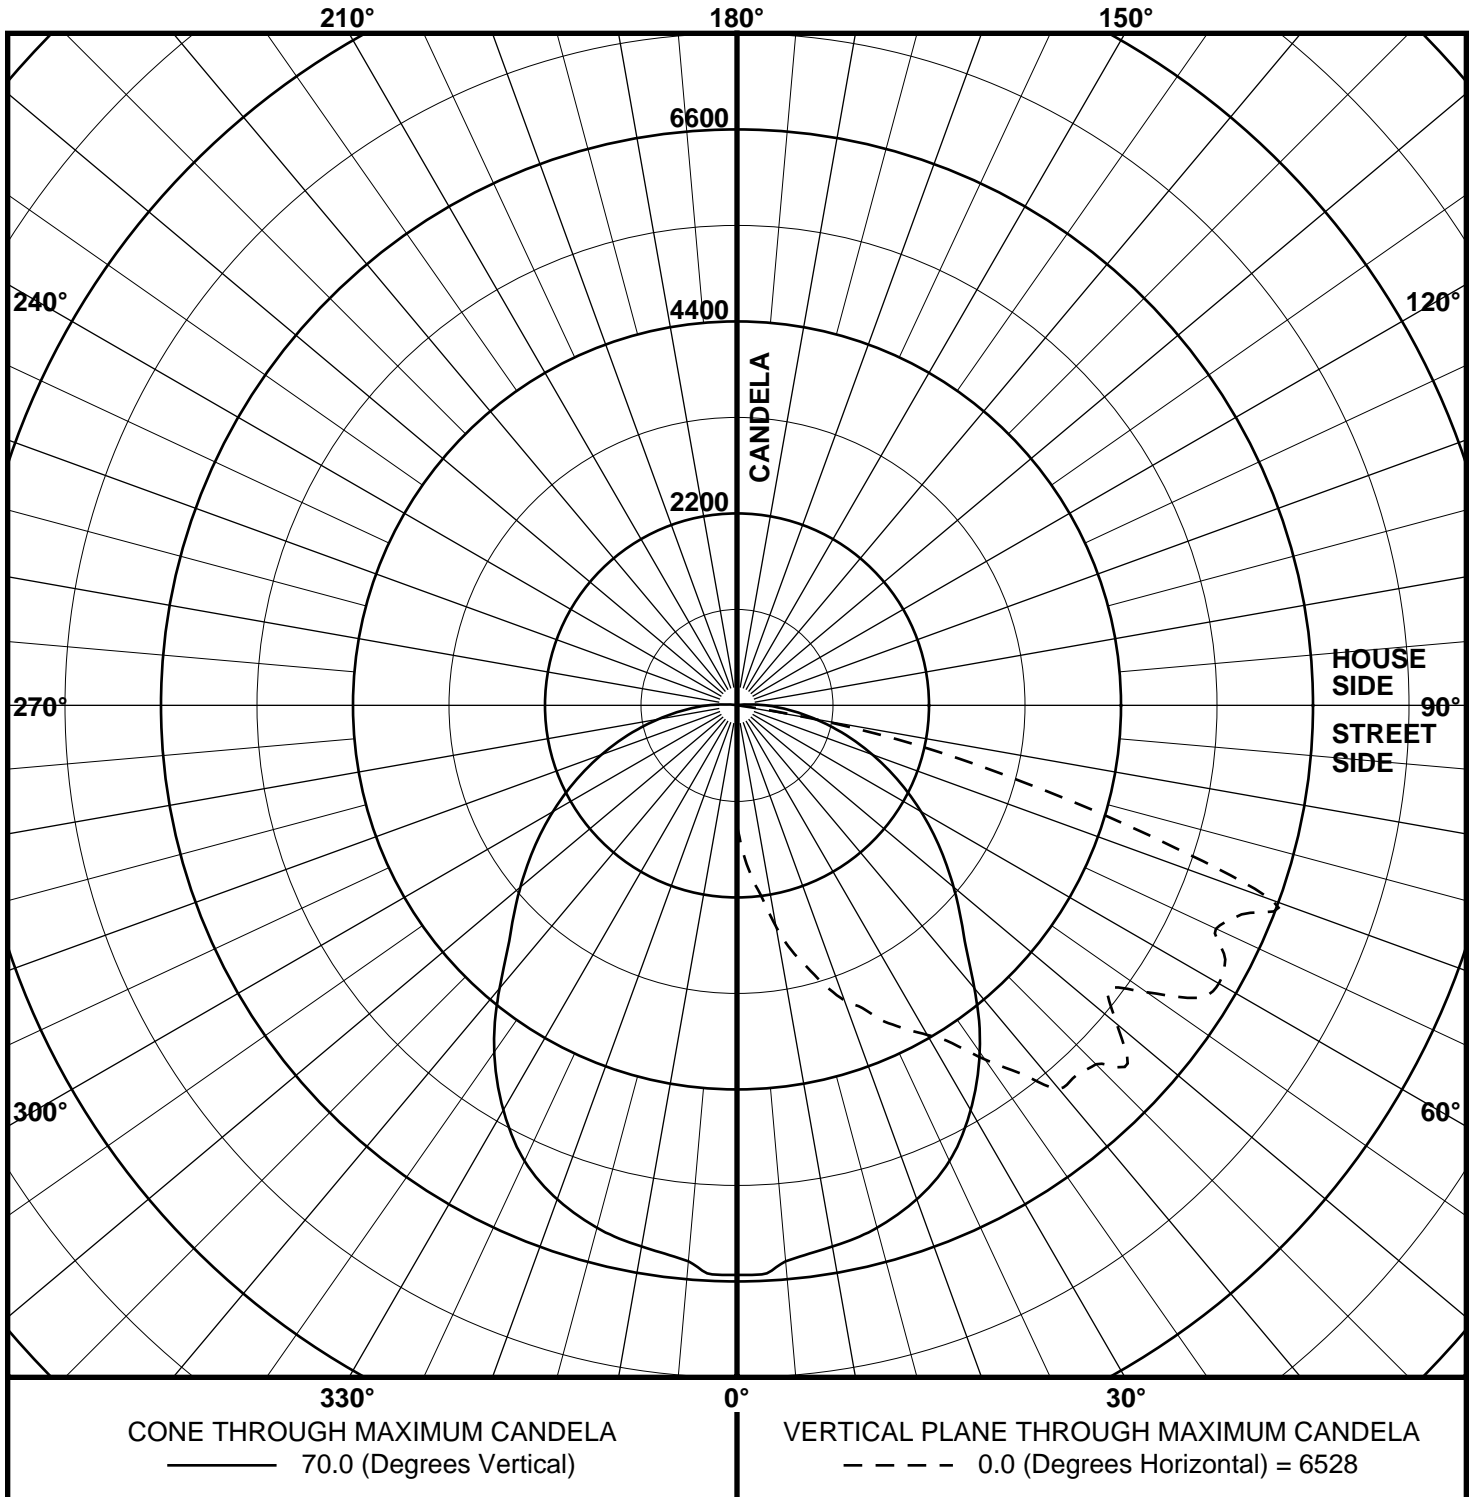 210°
180°
150°
6600
240°
120°
4400
CANDELA
2200
HOUSE
SIDE
270°
90°
STREET
SIDE
300°
60°
330°
0°
30°
CONE THROUGH MAXIMUM CANDELA
70.0 (Degrees Vertical)
VERTICAL PLANE THROUGH MAXIMUM CANDELA
0.0 (Degrees Horizontal) = 6528